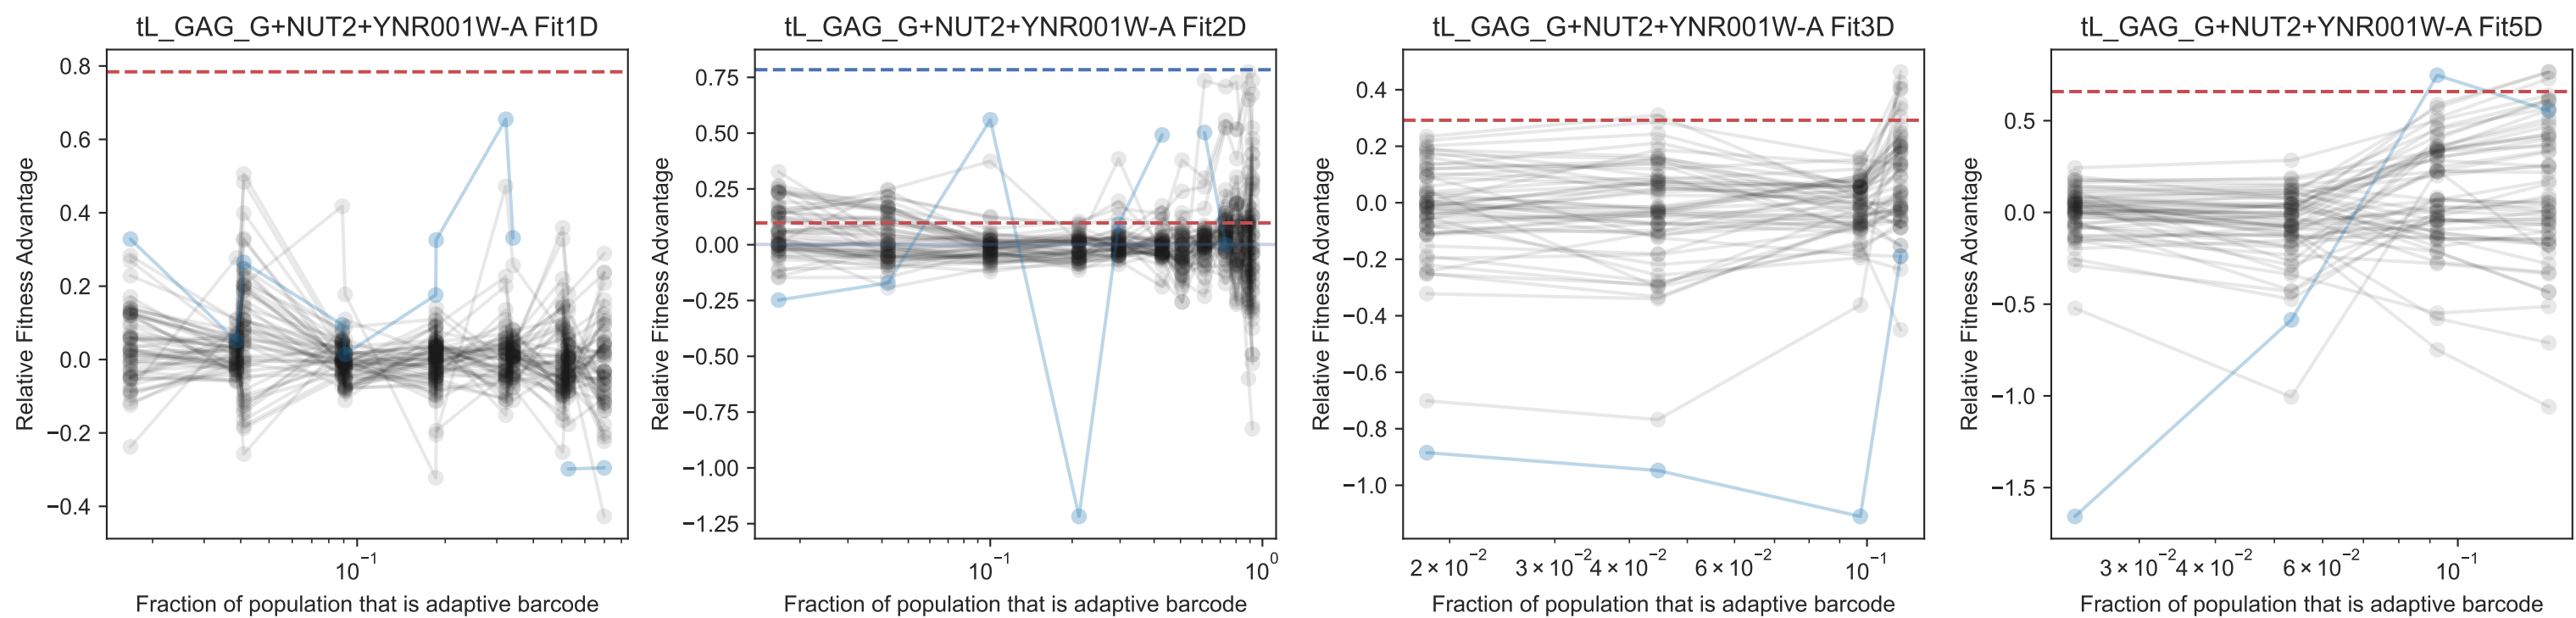 tL_GAG_G+NUT2+YNR001W-A Fit1D
Relative Fitness Advantage
0.8
0.6
0.4
0.2
0.0
−0.2
−0.4
10⁻¹
Fraction of population that is adaptive barcode
tL_GAG_G+NUT2+YNR001W-A Fit2D
Relative Fitness Advantage
0.75
0.50
0.25
0.00
−0.25
−0.50
−0.75
−1.00
−1.25
10⁻¹ 10⁰
Fraction of population that is adaptive barcode
tL_GAG_G+NUT2+YNR001W-A Fit3D
Relative Fitness Advantage
0.4
0.2
0.0
−0.2
−0.4
−0.6
−0.8
−1.0
2 × 10⁻² 3 × 10⁻² 4 × 10⁻² 6 × 10⁻² 10⁻¹
Fraction of population that is adaptive barcode
tL_GAG_G+NUT2+YNR001W-A Fit5D
Relative Fitness Advantage
0.5
0.0
−0.5
−1.0
−1.5
3 × 10⁻² 4 × 10⁻² 6 × 10⁻² 10⁻¹
Fraction of population that is adaptive barcode